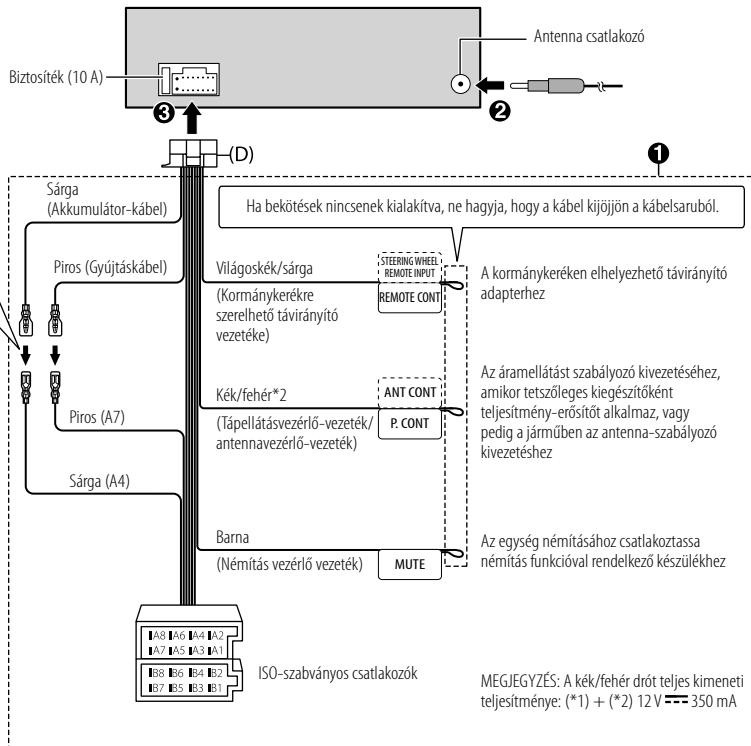 Antenna csatlakozó
Biztosíték (10 A)
❸
❷
(D)
❶
Sárga
(Akkumulátor-kábel)
Ha bekötések nincsenek kialakítva, ne hagyja, hogy a kábel kijöjjön a kábelsaruból.
Piros (Gyújtáskábel)
Világoskék/sárga
(Kormánykerékre
szerelhető távirányító
vezetéke)
STEERING WHEEL
REMOTE INPUT
REMOTE CONT
A kormánykeréken elhelyezhető távirányító
adapterhez
Kék/fehér*2
(Tápellátásvezérlő-vezeték/
antennavezérlő-vezeték)
ANT CONT
P. CONT
Az áramellátást szabályozó kivezetéséhez,
amikor tetszőleges kiegészítőként
teljesítmény-erősítőt alkalmaz, vagy
pedig a járműben az antenna-szabályozó
kivezetéshez
Piros (A7)
Sárga (A4)
Barna
(Némítás vezérlő vezeték)
MUTE
Az egység némításához csatlakoztassa
némítás funkcióval rendelkező készülékhez
A8 A6 A4 A2
A7 A5 A3 A1
B8 B6 B4 B2
B7 B5 B3 B1
ISO-szabványos csatlakozók
MEGJEGYZÉS: A kék/fehér drót teljes kimeneti
teljesítménye: (*1) + (*2) 12 V ⎓ 350 mA